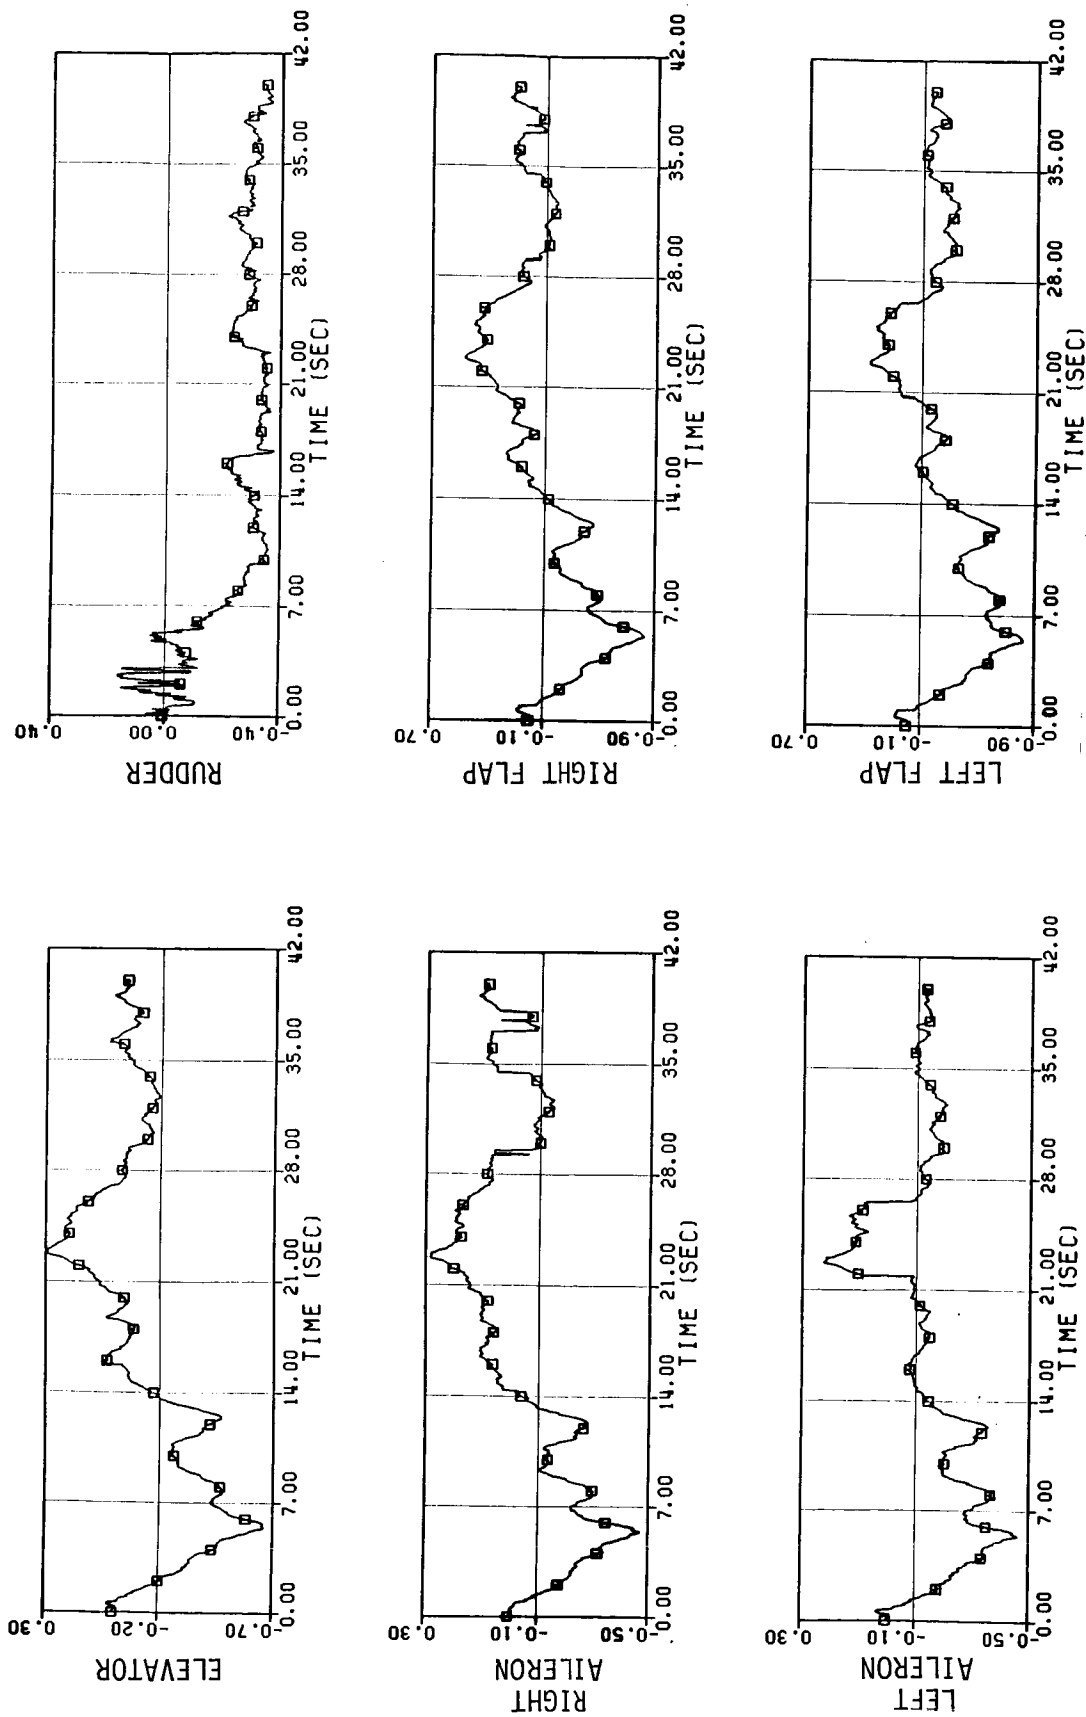 ELEVATOR
0.30
-0.20
-0.70
0.00 7.00 14.00 21.00 28.00 35.00 42.00
TIME (SEC)
RUDDER
0.40
0.00
-0.40
0.00 7.00 14.00 21.00 28.00 35.00 42.00
TIME (SEC)
RIGHT
AILERON
0.30
-0.10
-0.50
0.00 7.00 14.00 21.00 28.00 35.00 42.00
TIME (SEC)
RIGHT FLAP
0.70
-0.10
-0.90
0.00 7.00 14.00 21.00 28.00 35.00 42.00
TIME (SEC)
LEFT
AILERON
0.30
-0.10
-0.50
0.00 7.00 14.00 21.00 28.00 35.00 42.00
TIME (SEC)
LEFT FLAP
0.70
-0.10
-0.90
0.00 7.00 14.00 21.00 28.00 35.00 42.00
TIME (SEC)